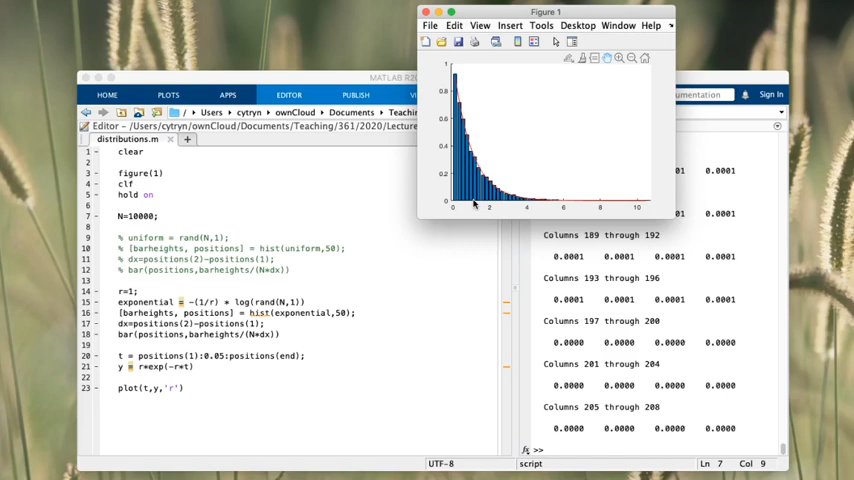 Figure 1
File Edit View Insert Tools Desktop Window Help
1
0.8
0.6
0.4
0.2
0
0 2 4 6 8 10
MATLAB R20
HOME PLOTS APPS EDITOR PUBLISH
umentation
Sign In
/ Users cytryn ownCloud Documents Teachin
Editor - /Users/cytryn/ownCloud/Documents/Teaching/361/2020/Lecture
distributions.m
1 clear
2
3 figure(1)
4 clf
5 hold on
6
7 N=10000;
8
9 % uniform = rand(N,1);
10 % [barheights, positions] = hist(uniform,50);
11 % dx=positions(2)-positions(1);
12 % bar(positions,barheights/(N*dx))
13
14 r=1;
15 exponential = -(1/r) * log(rand(N,1))
16 [barheights, positions] = hist(exponential,50);
17 dx=positions(2)-positions(1);
18 bar(positions,barheights/(N*dx))
19
20 t = positions(1):0.05:positions(end);
21 y = r*exp(-r*t)
22
23 plot(t,y,'r')
0001 0.0001
0001 0.0001
Columns 189 through 192
0.0001 0.0001 0.0001 0.0001
Columns 193 through 196
0.0001 0.0001 0.0001 0.0001
Columns 197 through 200
0.0000 0.0000 0.0000 0.0000
Columns 201 through 204
0.0000 0.0000 0.0000 0.0000
Columns 205 through 208
0.0000 0.0000 0.0000 0.0000
fx >>
UTF-8 script Ln 7 Col 9